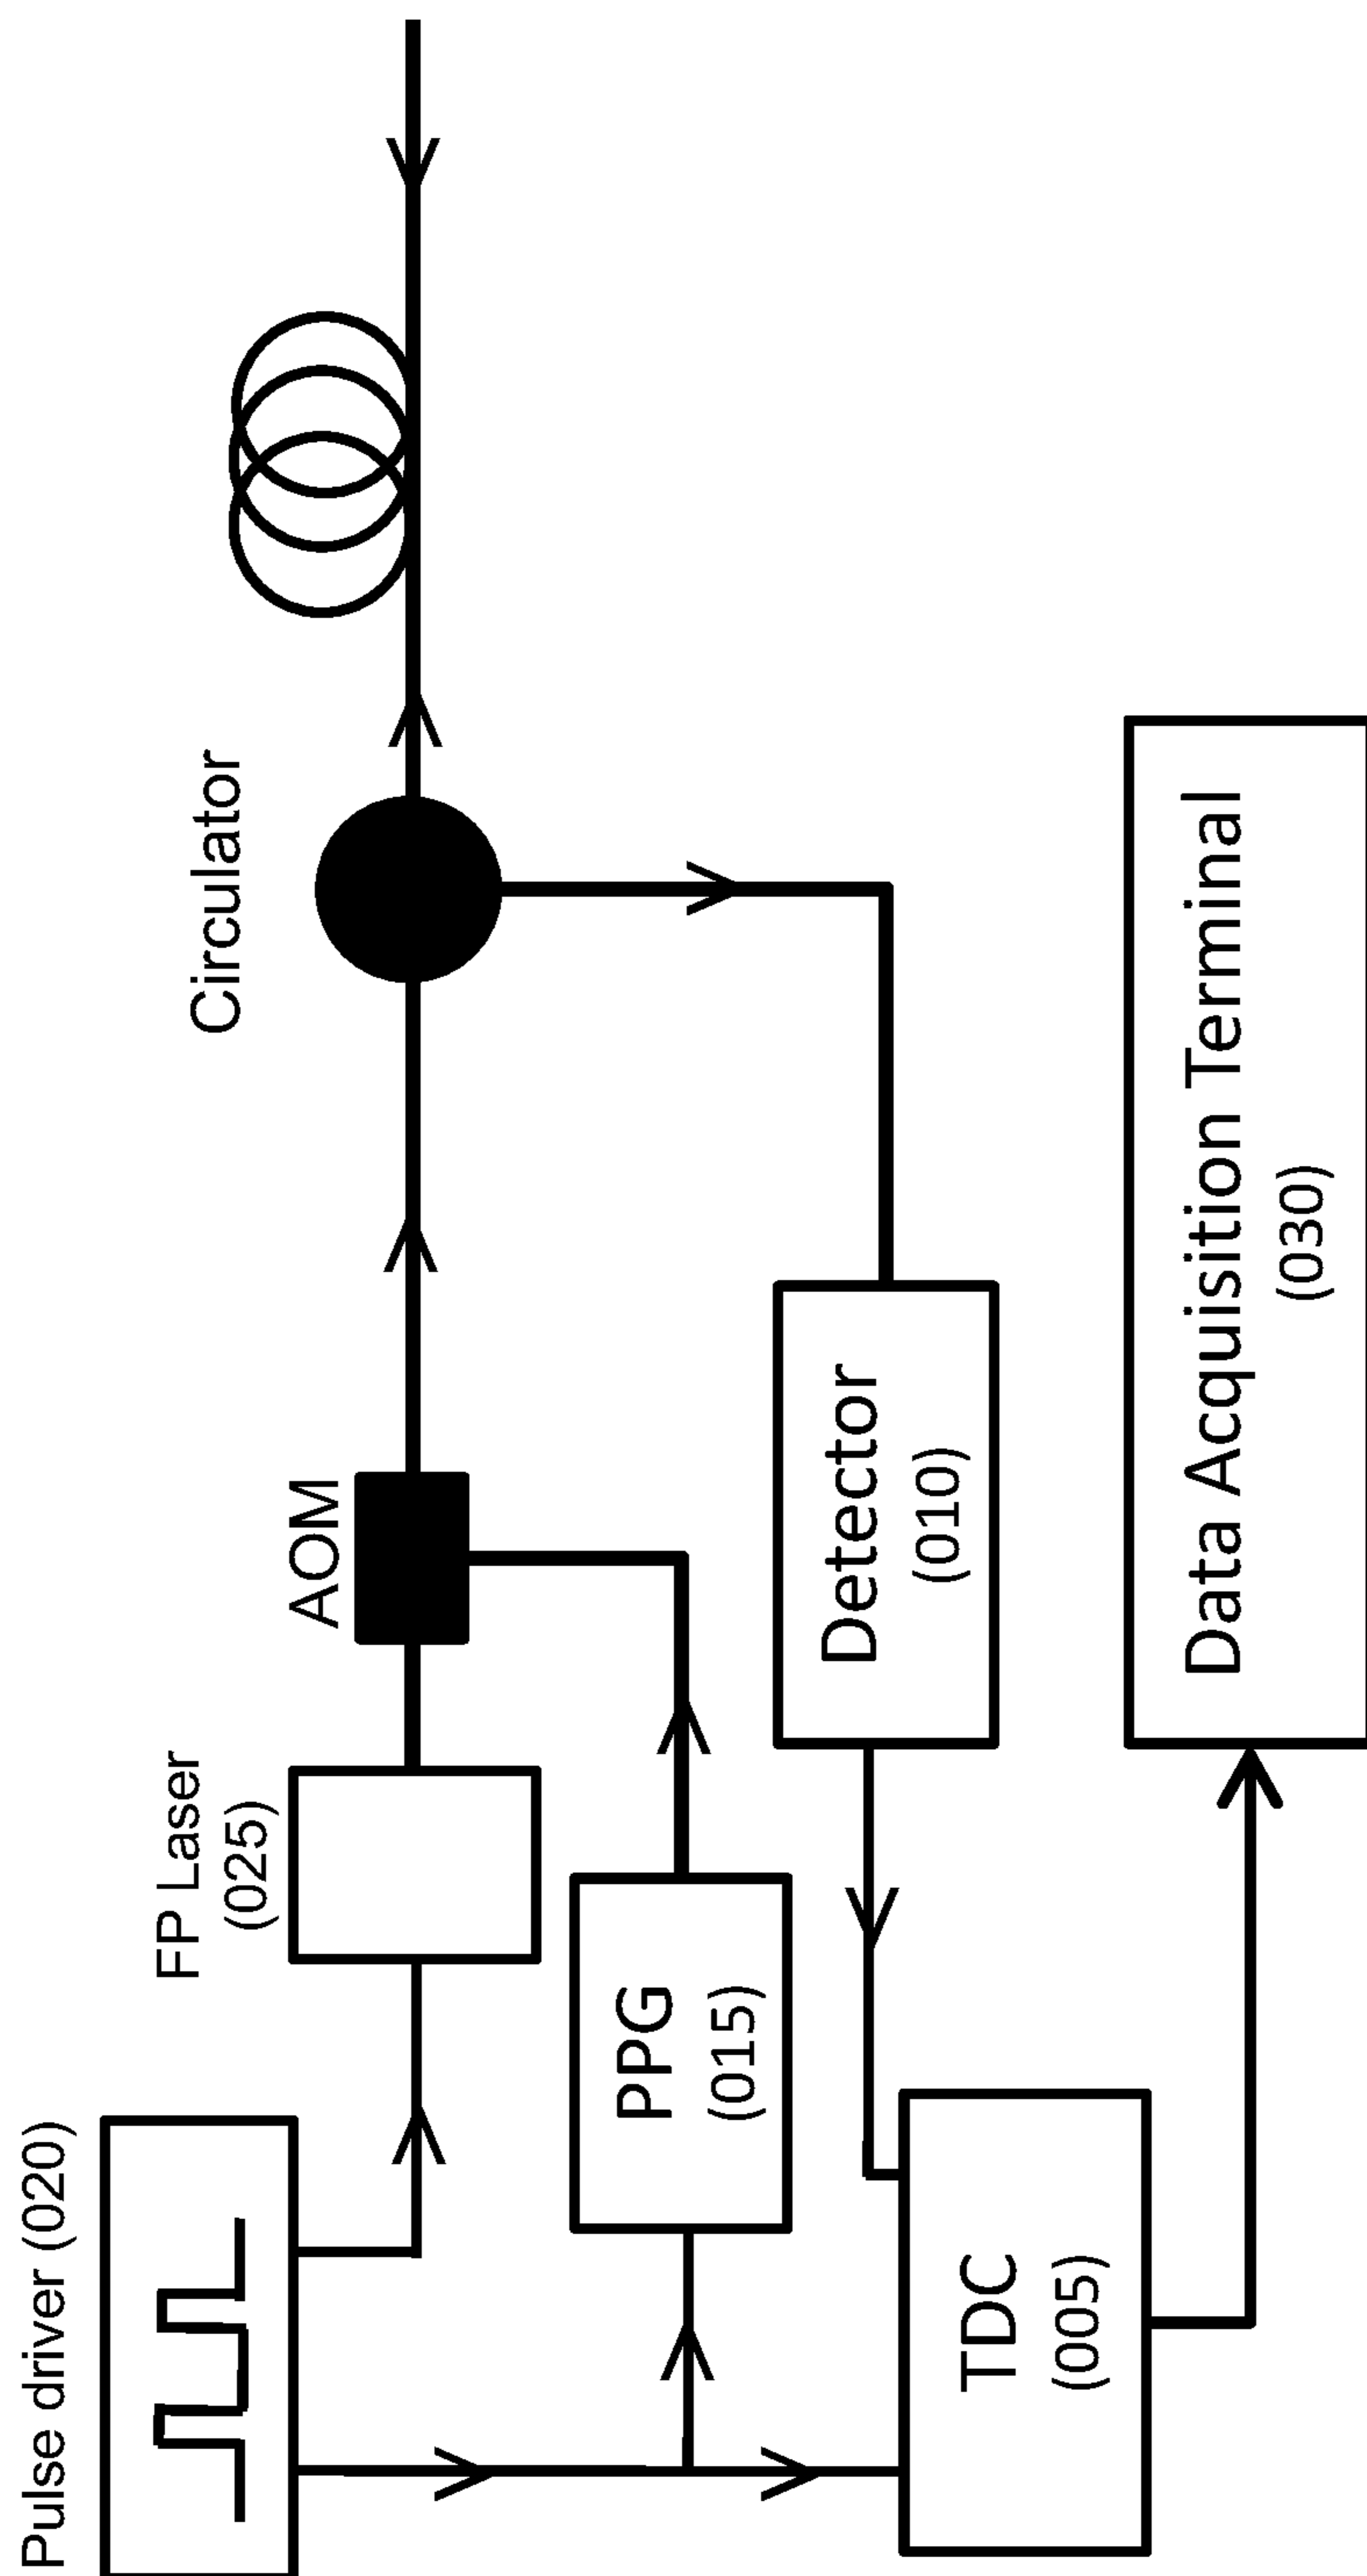 Pulse driver (020)
FP Laser
(025)
AOM
Circulator
PPG
(015)
Detector
(010)
TDC
(005)
Data Acquisition Terminal
(030)